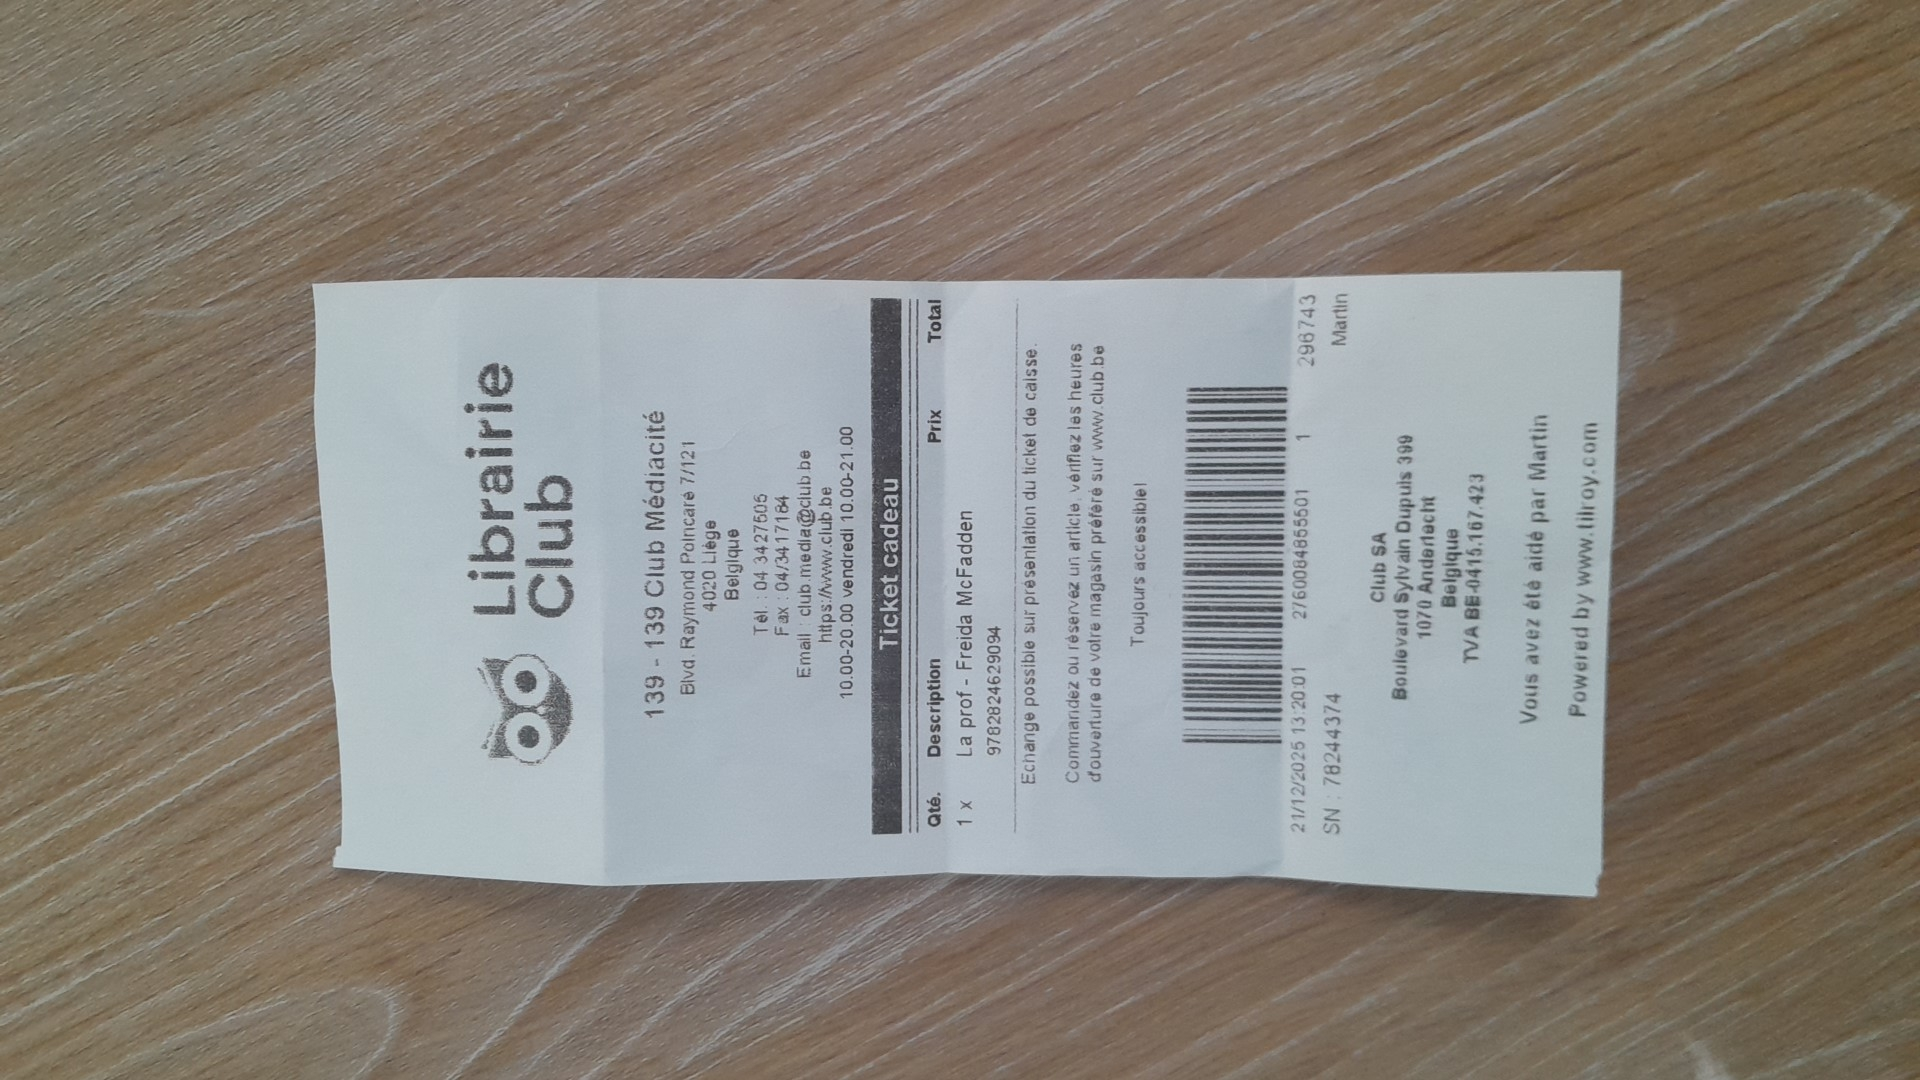 Librairie
Club
139 - 139 Club Médiacité
Blvd. Raymond Poincaré 7/121
4020 Liège
Belgique
Tél. : 04 3427505
Fax : 04/3417184
Email : club.media@club.be
https://www.club.be
10.00-20.00 vendredi 10.00-21.00
Ticket cadeau
Qté. Description Prix Total
1 x La prof - Freida McFadden
9782824629094
Echange possible sur présentation du ticket de caisse.
Commandez ou réservez un article, vérifiez les heures
d'ouverture de votre magasin préféré sur www.club.be
Toujours accessible!
21/12/2025 13:20:01 2760084855501 1 296743
SN : 78244374 Martin
Club SA
Boulevard Sylvain Dupuis 399
1070 Anderlecht
Belgique
TVA BE-0415.167.423
Vous avez été aidé par Martin
Powered by www.tilroy.com